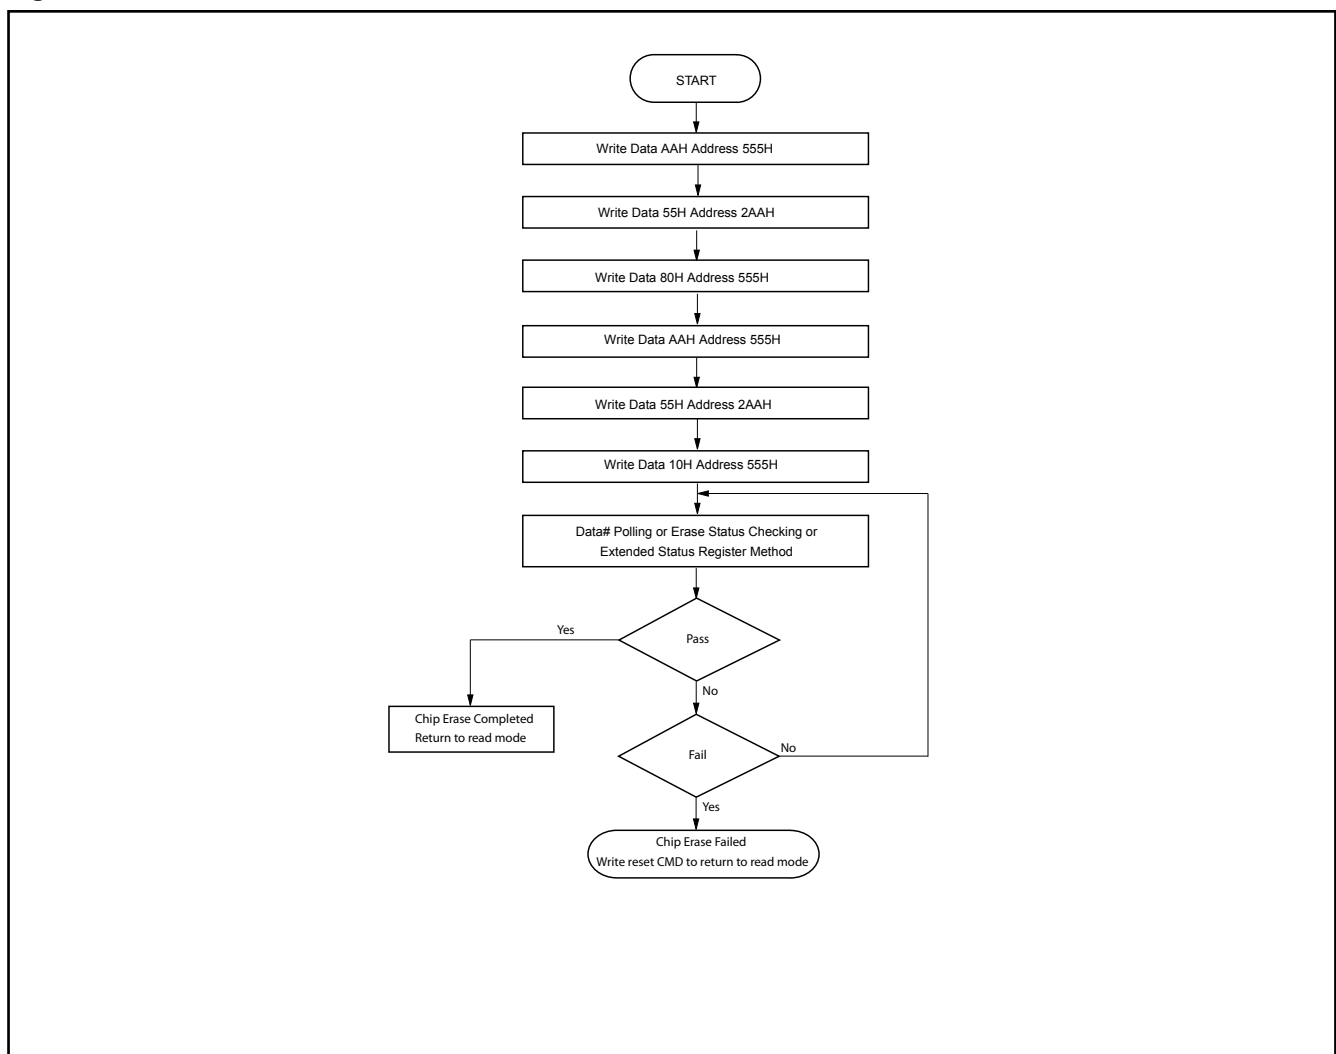 START
Write Data AAH Address 555H
Write Data 55H Address 2AAH
Write Data 80H Address 555H
Write Data AAH Address 555H
Write Data 55H Address 2AAH
Write Data 10H Address 555H
Data# Polling or Erase Status Checking or
Extended Status Register Method
Yes
Pass
No
Chip Erase Completed
Return to read mode
Fail
No
Yes
Chip Erase Failed
Write reset CMD to return to read mode